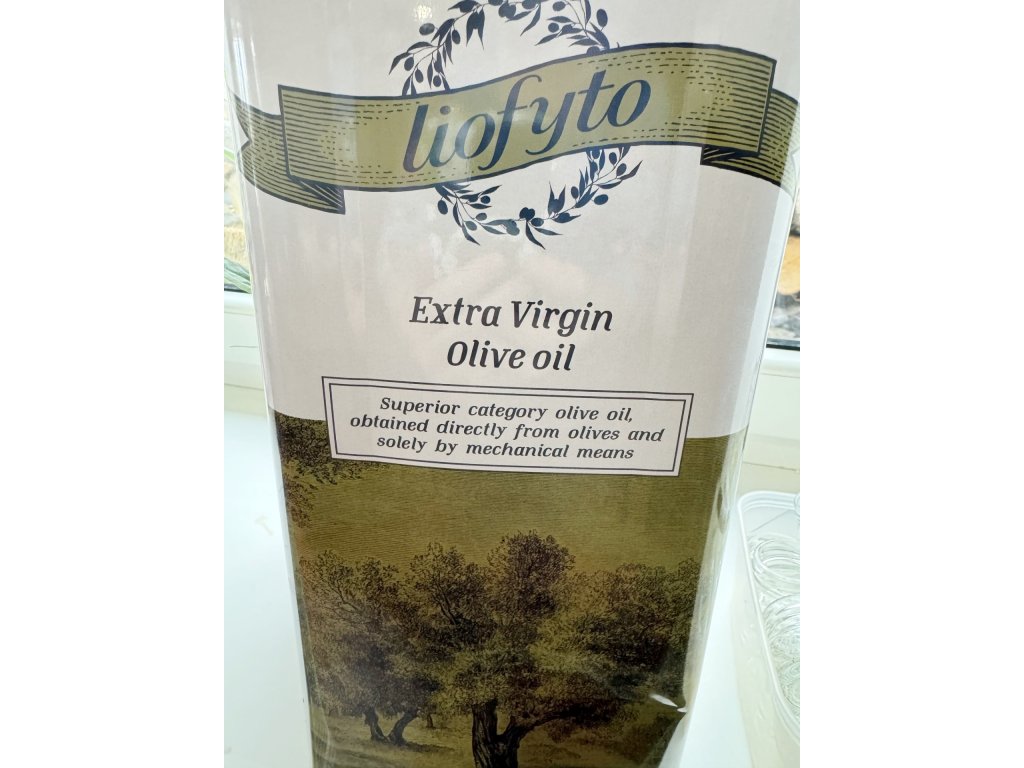 liofyto
Extra Virgin
Olive oil
Superior category olive oil,
obtained directly from olives and
solely by mechanical means